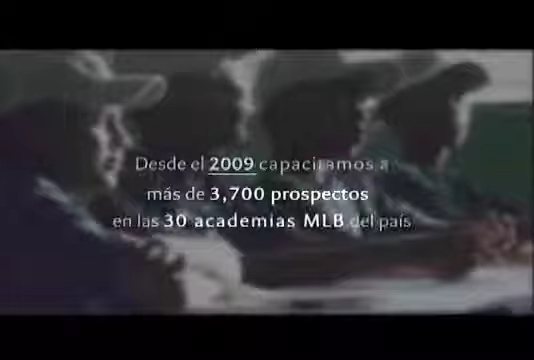 Desde el 2009 capacitamos a
más de 3,700 prospectos
en las 30 academias MLB del país